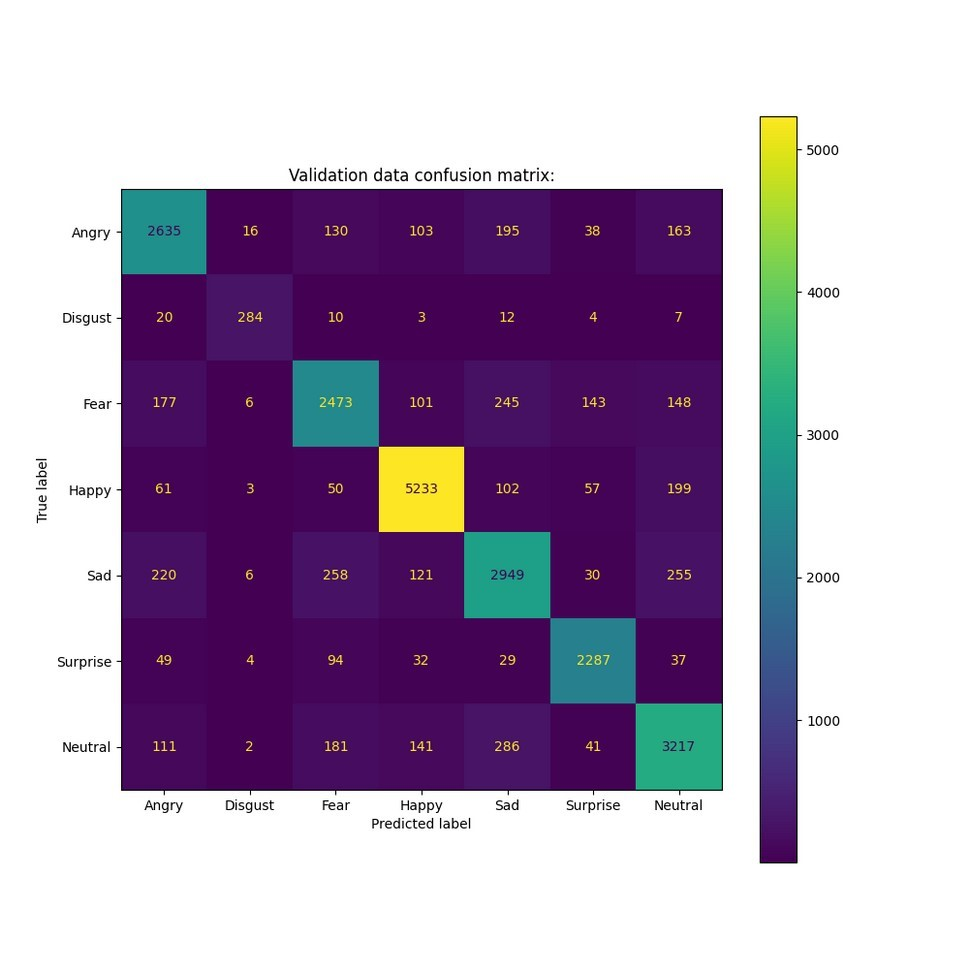 Validation data confusion matrix:
Angry 2635 16 130 103 195 38 163
Disgust 20 284 10 3 12 4 7
Fear 177 6 2473 101 245 143 148
Happy 61 3 50 5233 102 57 199
Sad 220 6 258 121 2949 30 255
Surprise 49 4 94 32 29 2287 37
Neutral 111 2 181 141 286 41 3217
Angry Disgust Fear Happy Sad Surprise Neutral
Predicted label
True label
5000
4000
3000
2000
1000